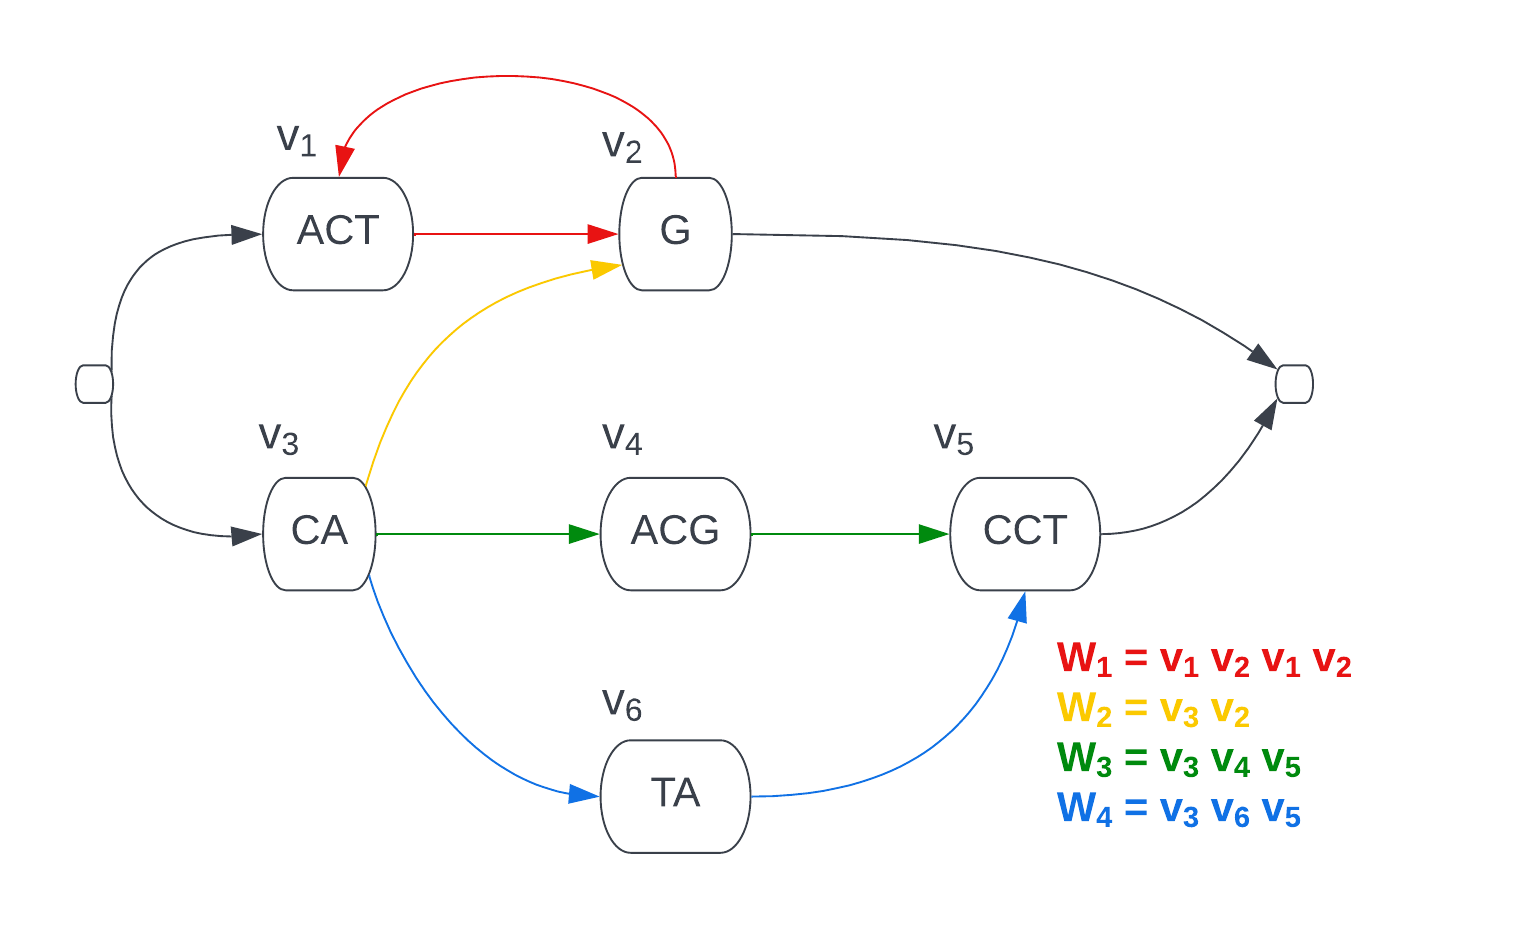 v₁
v₂
ACT
G
v₃
v₄
v₅
CA
ACG
CCT
W₁ = v₁ v₂ v₁ v₂
W₂ = v₃ v₂
W₃ = v₃ v₄ v₅
W₄ = v₃ v₆ v₅
v₆
TA